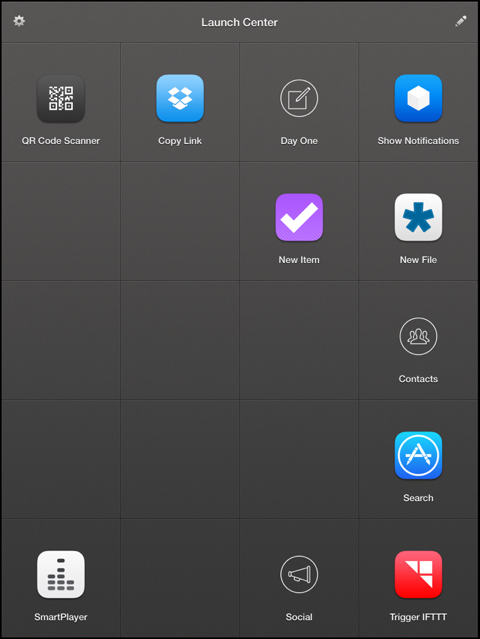 Launch Center
QR Code Scanner
Copy Link
Day One
Show Notifications
New Item
New File
Contacts
Search
SmartPlayer
Social
Trigger IFTTT